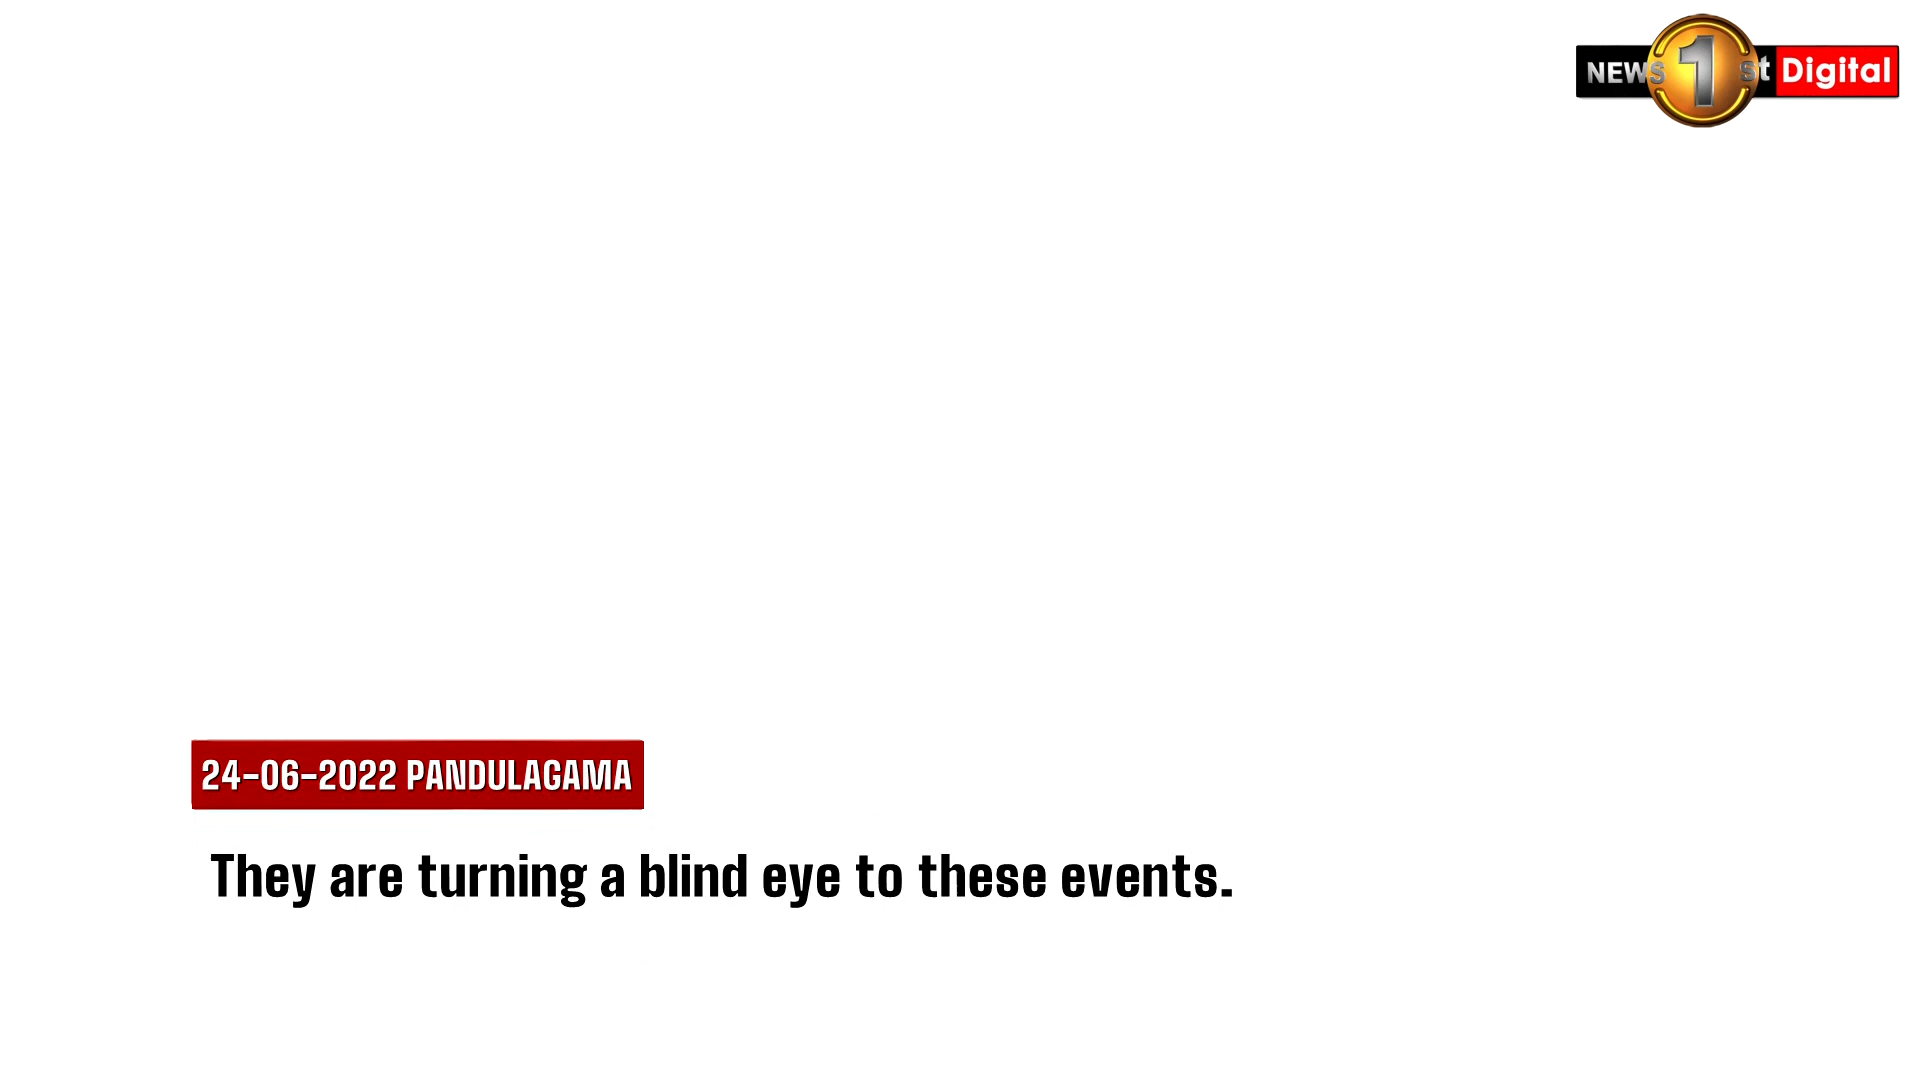 NEWS 1st Digital
24-06-2022 PANDULAGAMA
They are turning a blind eye to these events.